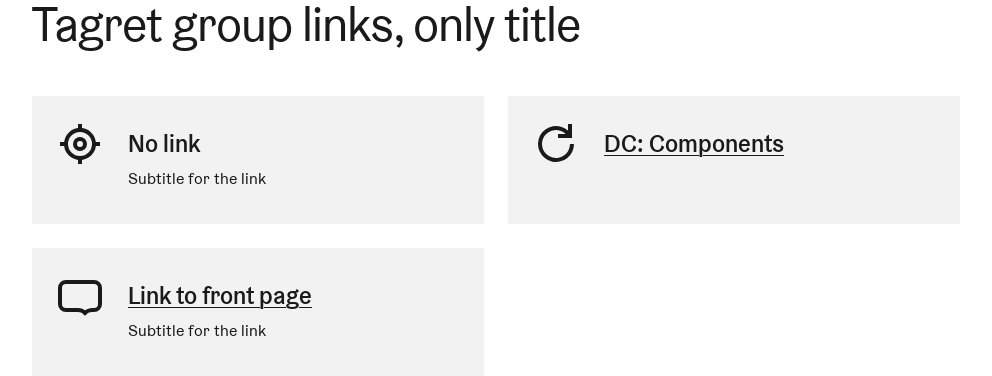 Tagret group links, only title
No link
Subtitle for the link
DC: Components
Link to front page
Subtitle for the link